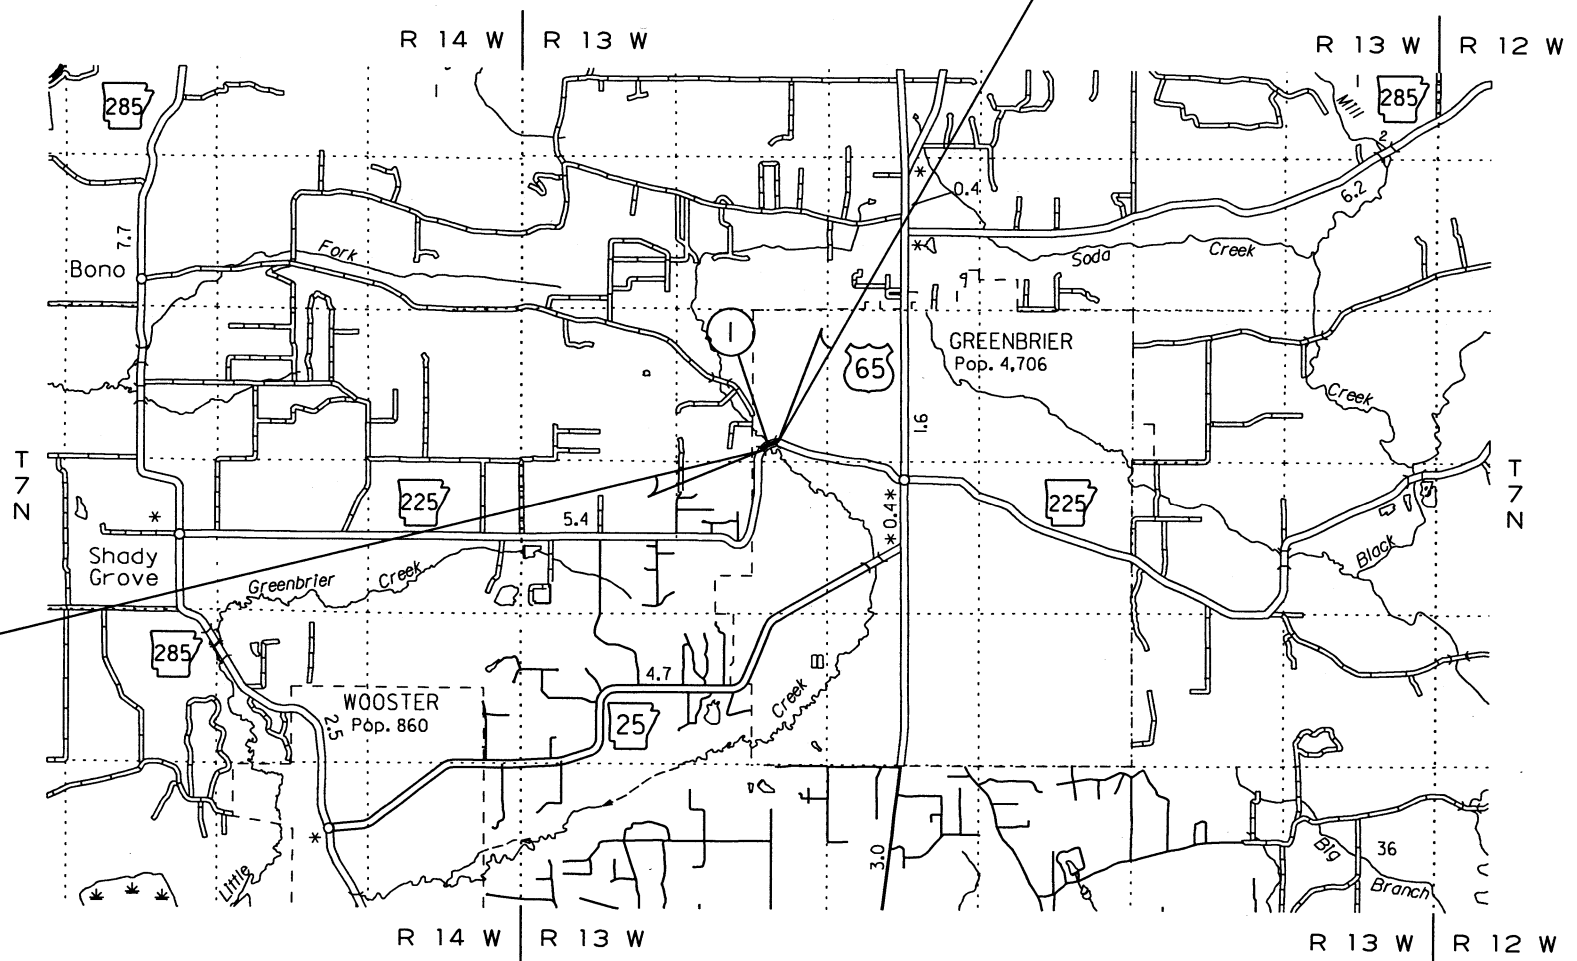 R 14 W R 13 W
R 13 W R 12 W
285
285
Mill
2
*
0.4
6.2
7.7
Fork
Bono
*
Soda Creek
1
GREENBRIER
Pop. 4,706
65
Creek
1.6
T
7
N
T
7
N
225
225
*
5.4
*
0.4
*
Shady
Grove
Greenbrier Creek
Black
285
4.7
WOOSTER
Pop. 860
2.5
Creek
25
*
3.0
Big
36
Branch
Little
R 14 W R 13 W
R 13 W R 12 W